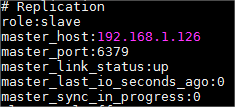 # Replication
role:slave
master_host:192.168.1.126
master_port:6379
master_link_status:up
master_last_io_seconds_ago:0
master_sync_in_progress:0